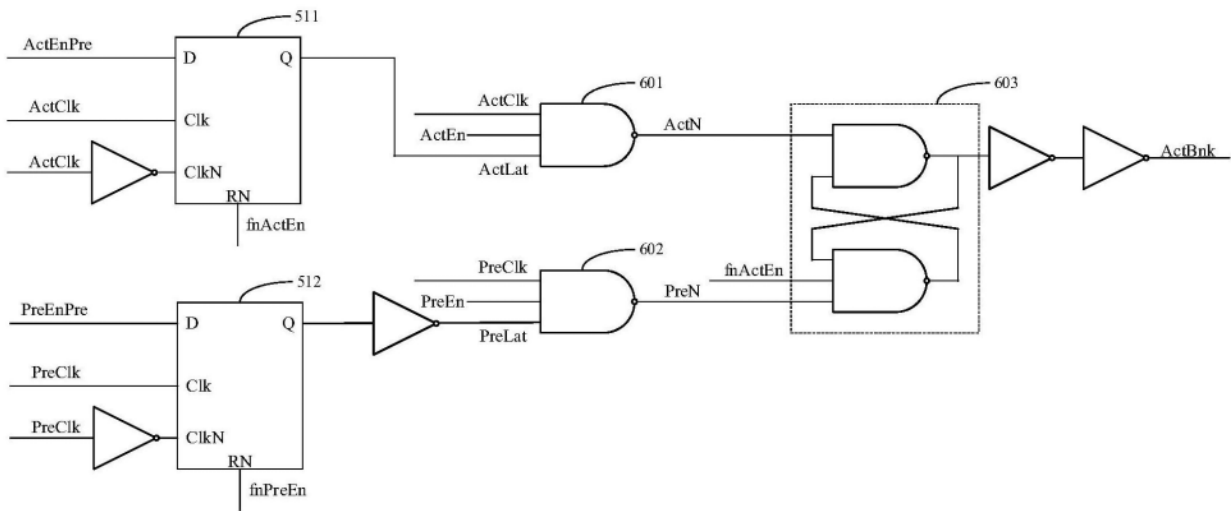 511
ActEnPre
D
Q
ActClk
Clk
ActClk
ClkN
RN
fnActEn
601
ActClk
ActEn
ActLat
ActN
603
ActBnk
512
PreEnPre
D
Q
PreClk
Clk
PreClk
ClkN
RN
fnPreEn
602
PreClk
PreEn
PreLat
PreN
fnActEn